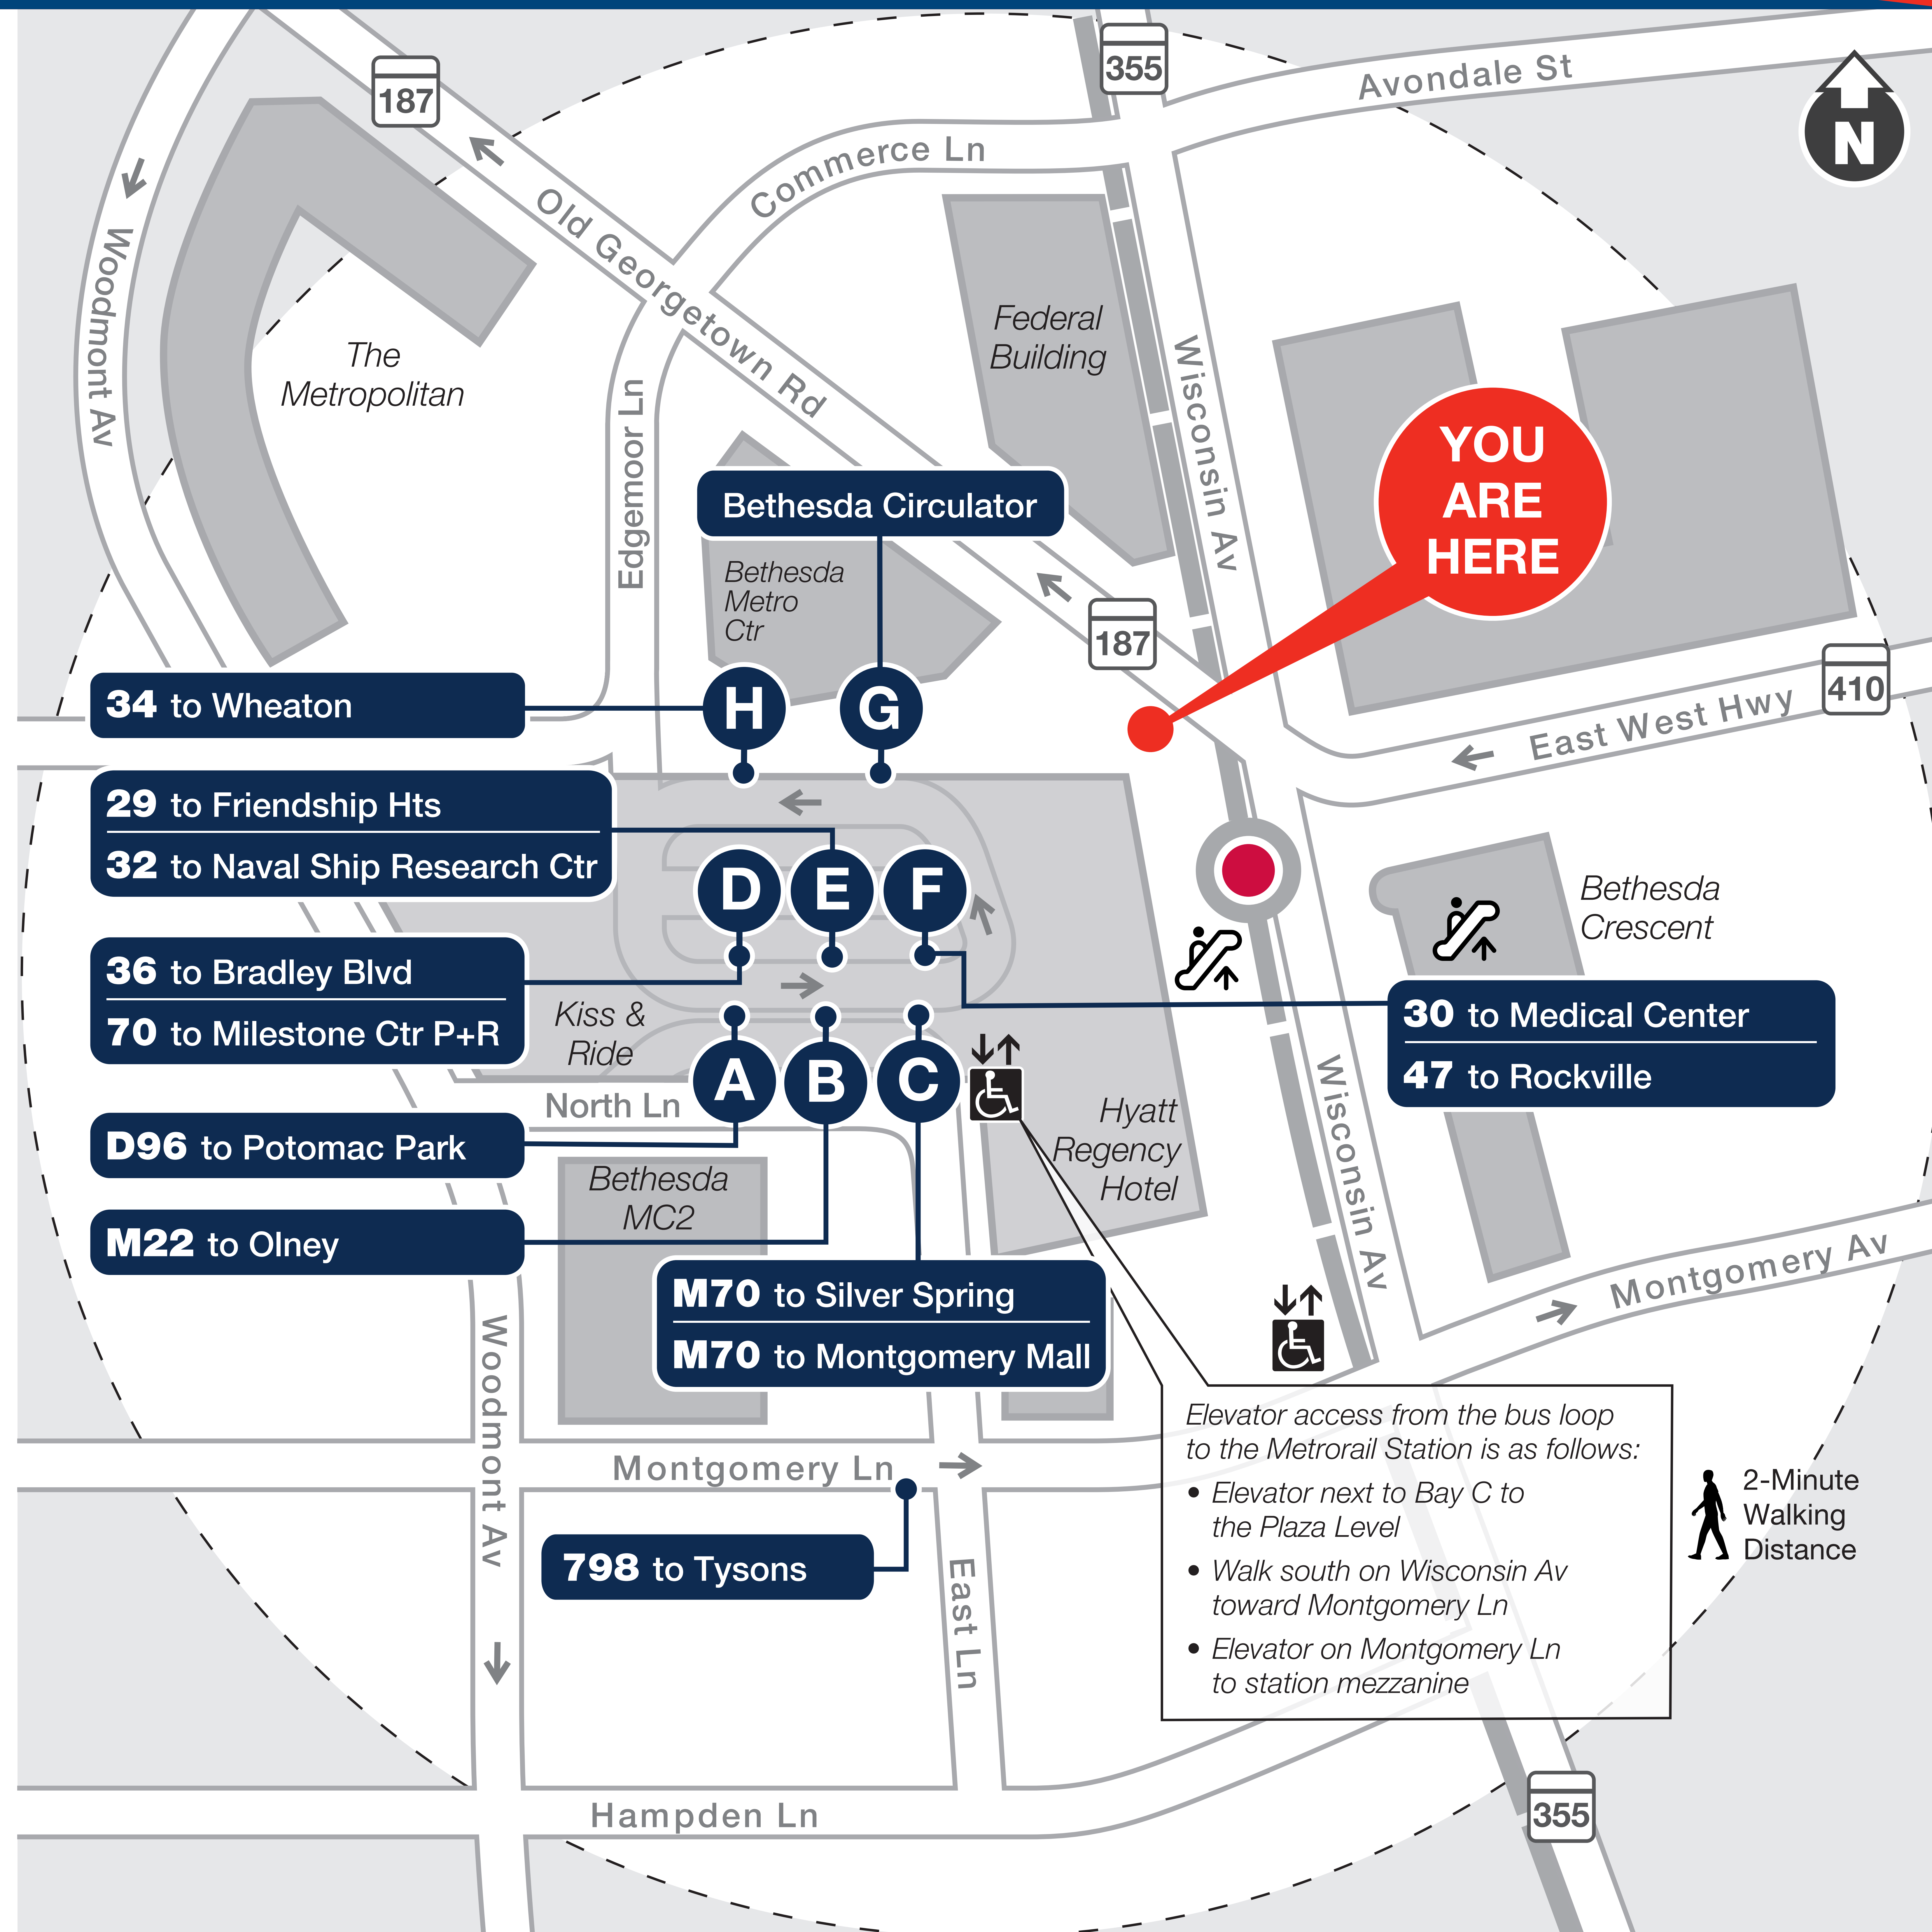 355
Avondale St
187
N
Commerce Ln
Old Georgetown Rd
Woodmont Av
Federal
Building
The
Metropolitan
Wisconsin Av
Edgemoor Ln
YOU
ARE
HERE
Bethesda Circulator
Bethesda
Metro
Ctr
187
410
East West Hwy
34 to Wheaton
H
G
29 to Friendship Hts
32 to Naval Ship Research Ctr
D
E
F
Bethesda
Crescent
36 to Bradley Blvd
70 to Milestone Ctr P+R
Kiss &
Ride
30 to Medical Center
47 to Rockville
A
B
C
North Ln
Hyatt
Regency
Hotel
Wisconsin Av
D96 to Potomac Park
Bethesda
MC2
M22 to Olney
Montgomery Av
M70 to Silver Spring
M70 to Montgomery Mall
Woodmont Av
Montgomery Ln
Elevator access from the bus loop
to the Metrorail Station is as follows:
• Elevator next to Bay C to
the Plaza Level
• Walk south on Wisconsin Av
toward Montgomery Ln
• Elevator on Montgomery Ln
to station mezzanine
2-Minute
Walking
Distance
798 to Tysons
East Ln
Hampden Ln
355